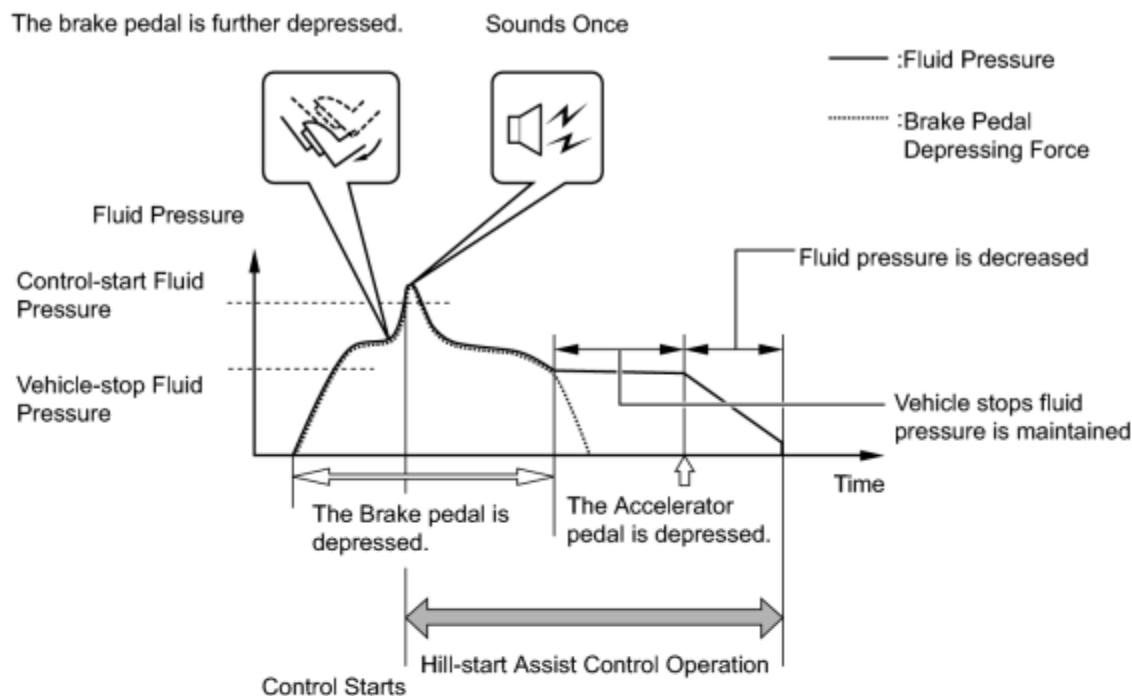 The brake pedal is further depressed.
Sounds Once
:Fluid Pressure
:Brake Pedal
Depressing Force
Fluid Pressure
Control-start Fluid
Pressure
Fluid pressure is decreased
Vehicle-stop Fluid
Pressure
Vehicle stops fluid
pressure is maintained
Time
The Brake pedal is
depressed.
The Accelerator
pedal is depressed.
Hill-start Assist Control Operation
Control Starts